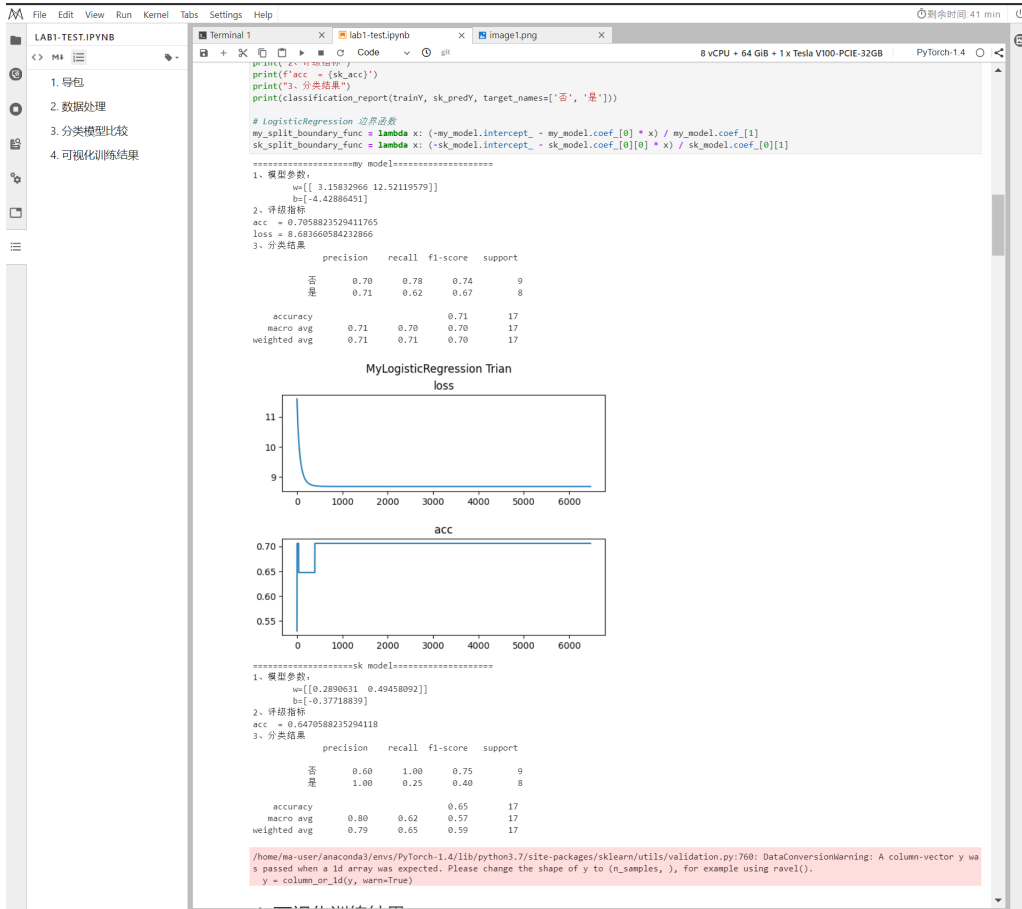 File Edit View Run Kernel Tabs Settings Help
剩余时间:41 min
LAB1-TEST.IPYNB
1. 导包
2. 数据处理
3. 分类模型比较
4. 可视化训练结果
Terminal 1
lab1-test.ipynb
image1.png
Code
git
8 vCPU + 64 GiB + 1 x Tesla V100-PCIE-32GB
PyTorch-1.4
print("2、评级指标")
print(f'acc  = {sk_acc}')
print("3、分类结果")
print(classification_report(trainY, sk_predY, target_names=['否', '是']))
# LogisticRegression 边界函数
my_split_boundary_func = lambda x: (-my_model.intercept_ - my_model.coef_[0] * x) / my_model.coef_[1]
sk_split_boundary_func = lambda x: (-sk_model.intercept_ - sk_model.coef_[0][0] * x) / sk_model.coef_[0][1]
====================my model====================
1、模型参数:
w=[[ 3.15832966 12.52119579]]
b=[-4.42886451]
2、评级指标
acc  = 0.7058823529411765
loss = 8.683660584232866
3、分类结果
precision recall f1-score support
否 0.70 0.78 0.74 9
是 0.71 0.62 0.67 8
accuracy 0.71 17
macro avg 0.71 0.70 0.70 17
weighted avg 0.71 0.71 0.70 17
MyLogisticRegression Trian
loss
11
10
9
0 1000 2000 3000 4000 5000 6000
acc
0.70
0.65
0.60
0.55
0 1000 2000 3000 4000 5000 6000
====================sk model====================
1、模型参数:
w=[[0.2890631  0.49458092]]
b=[-0.37718839]
2、评级指标
acc  = 0.6470588235294118
3、分类结果
precision recall f1-score support
否 0.60 1.00 0.75 9
是 1.00 0.25 0.40 8
accuracy 0.65 17
macro avg 0.80 0.62 0.57 17
weighted avg 0.79 0.65 0.59 17
/home/ma-user/anaconda3/envs/PyTorch-1.4/lib/python3.7/site-packages/sklearn/utils/validation.py:760: DataConversionWarning: A column-vector y wa
s passed when a 1d array was expected. Please change the shape of y to (n_samples, ), for example using ravel().
y = column_or_1d(y, warn=True)